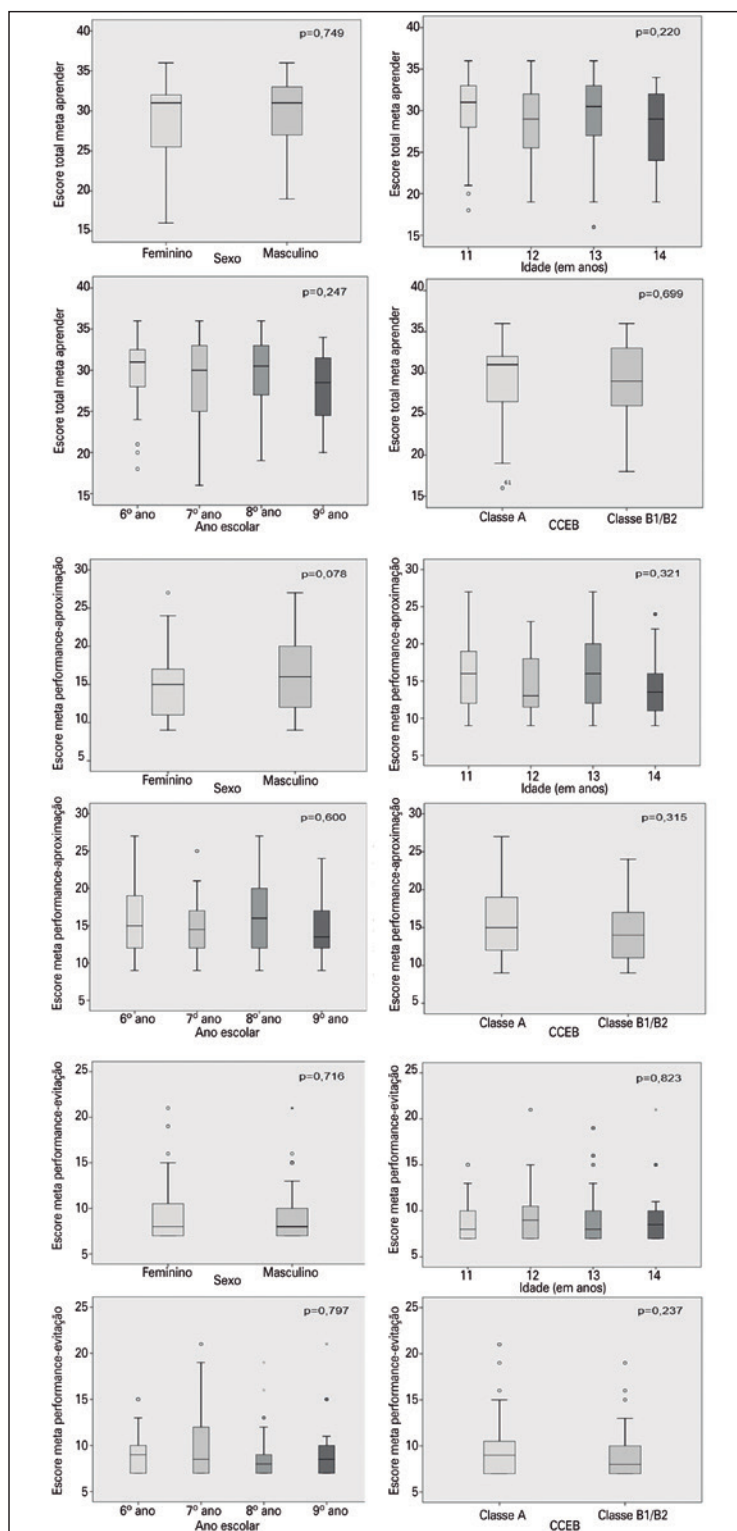 p=0,749
Escore total meta aprender
40
35
30
25
20
15
Feminino
Masculino
Sexo
p=0,220
Escore total meta aprender
40
35
30
25
20
15
11
12
13
14
Idade (em anos)
p=0,247
Escore total meta aprender
40
35
30
25
20
15
6º ano
7º ano
8º ano
9º ano
Ano escolar
p=0,699
Escore total meta aprender
40
35
30
25
20
15
61
Classe A
Classe B1/B2
CCEB
p=0,078
Escore meta performance-aproximação
30
25
20
15
10
5
Feminino
Masculino
Sexo
p=0,321
Escore meta performance-aproximação
30
25
20
15
10
5
11
12
13
14
Idade (em anos)
p=0,600
Escore meta performance-aproximação
30
25
20
15
10
5
6º ano
7º ano
8º ano
9º ano
Ano escolar
p=0,315
Escore meta performance-aproximação
30
25
20
15
10
5
Classe A
Classe B1/B2
CCEB
p=0,716
Escore meta performance-evitação
25
20
15
10
5
Feminino
Masculino
Sexo
p=0,823
Escore meta performance-evitação
25
20
15
10
5
11
12
13
14
Idade (em anos)
p=0,797
Escore meta performance-evitação
25
20
15
10
5
6º ano
7º ano
8º ano
9º ano
Ano escolar
p=0,237
Escore meta performance-evitação
25
20
15
10
5
Classe A
Classe B1/B2
CCEB